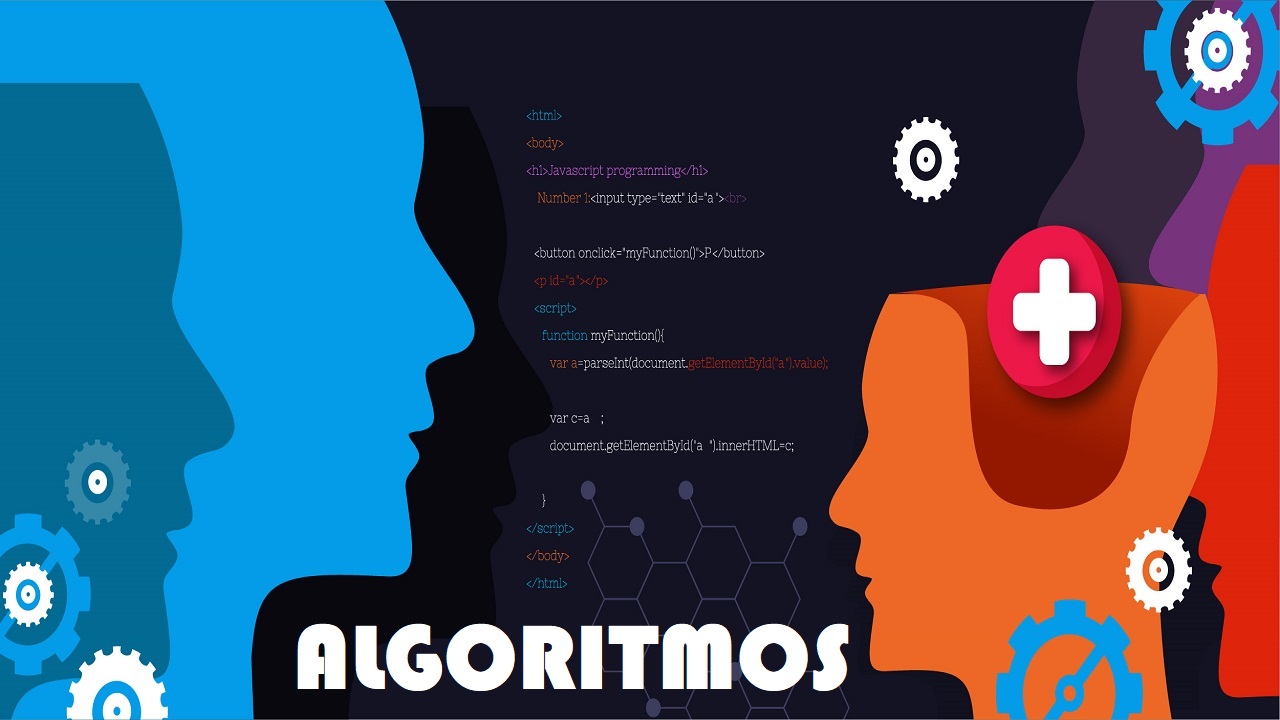 <html>
<body>
<h1>Javascript programming</h1>
Number 1:<input type="text" id="a "><br>
<button onclick="myFunction()">P</button>
<p id="a "></p>
<script>
function myFunction(){
var a=parseInt(document.getElementById("a ").value);
var c=a   ;
document.getElementById("a  ").innerHTML=c;
}
</script>
</body>
</html>
ALGORITMOS